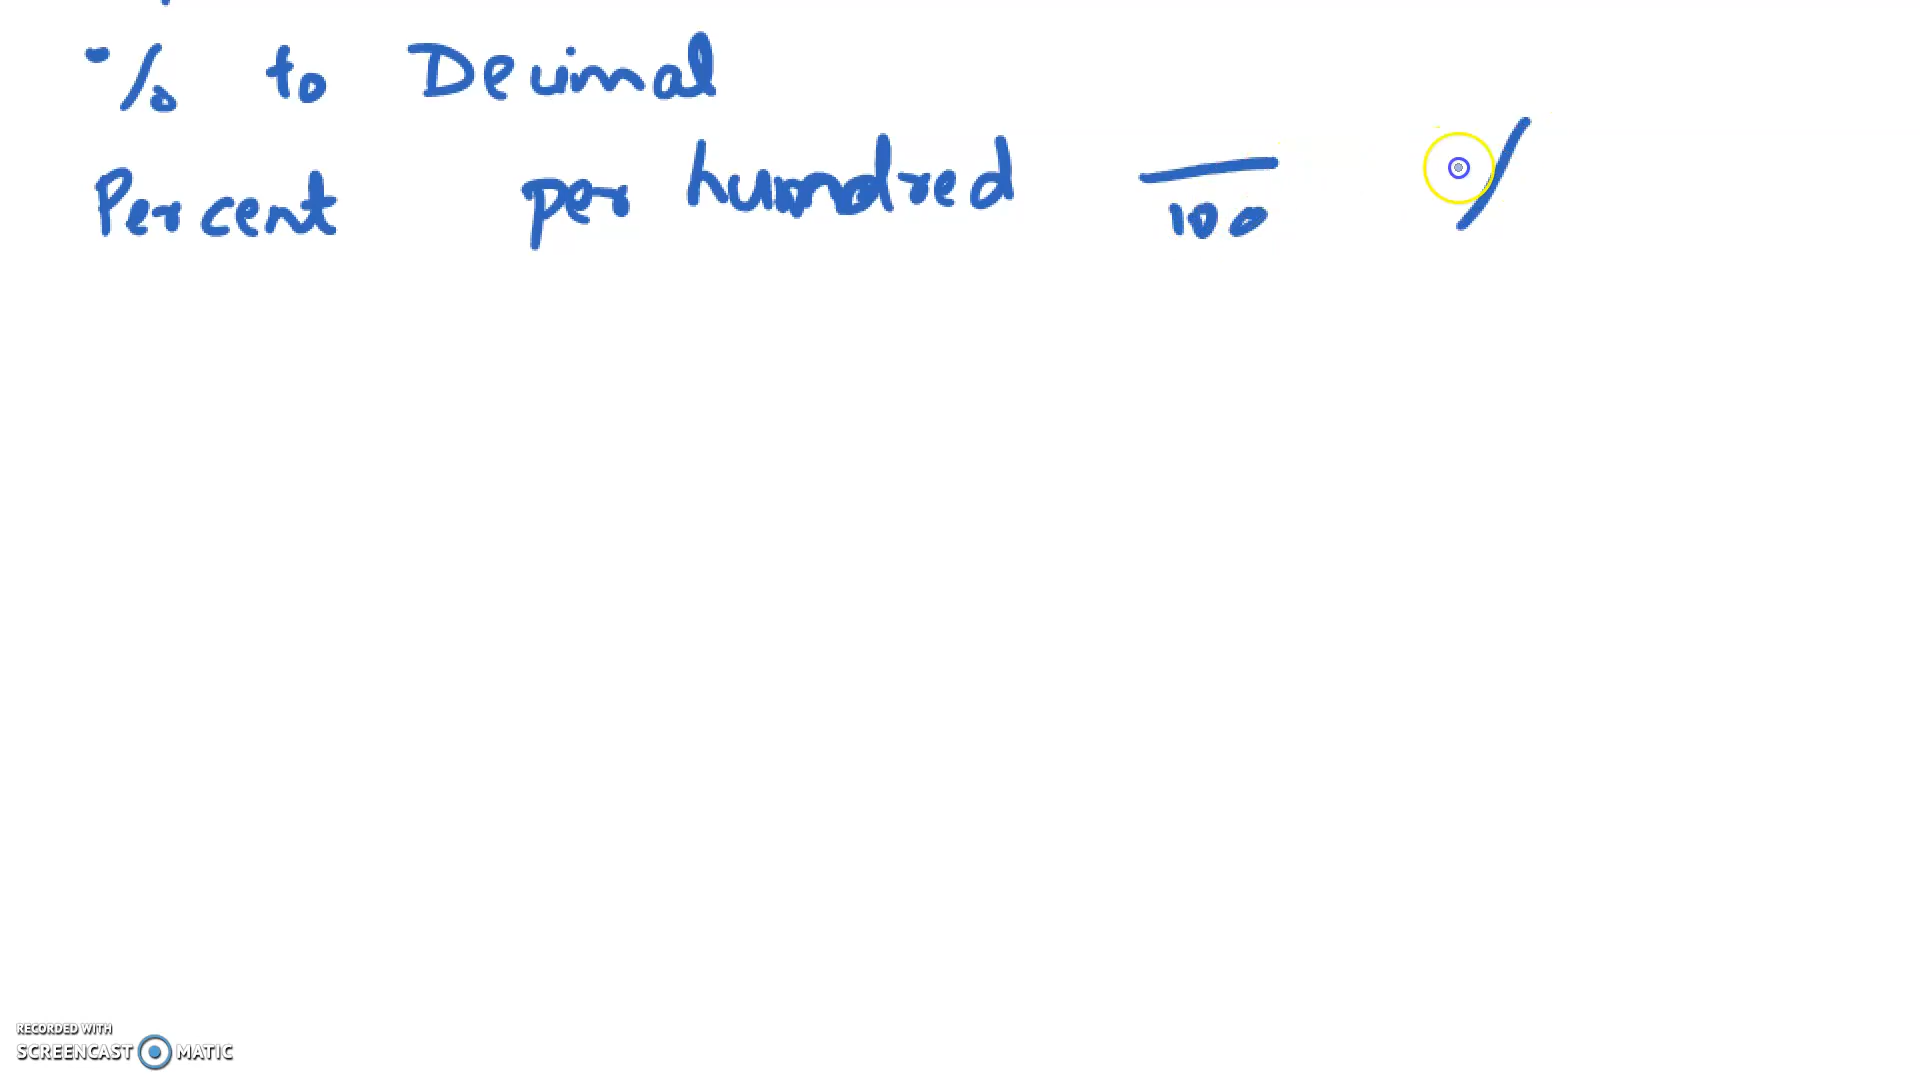 % to Decimal
Percent per hundred /100 /
RECORDED WITH
SCREENCAST MATIC